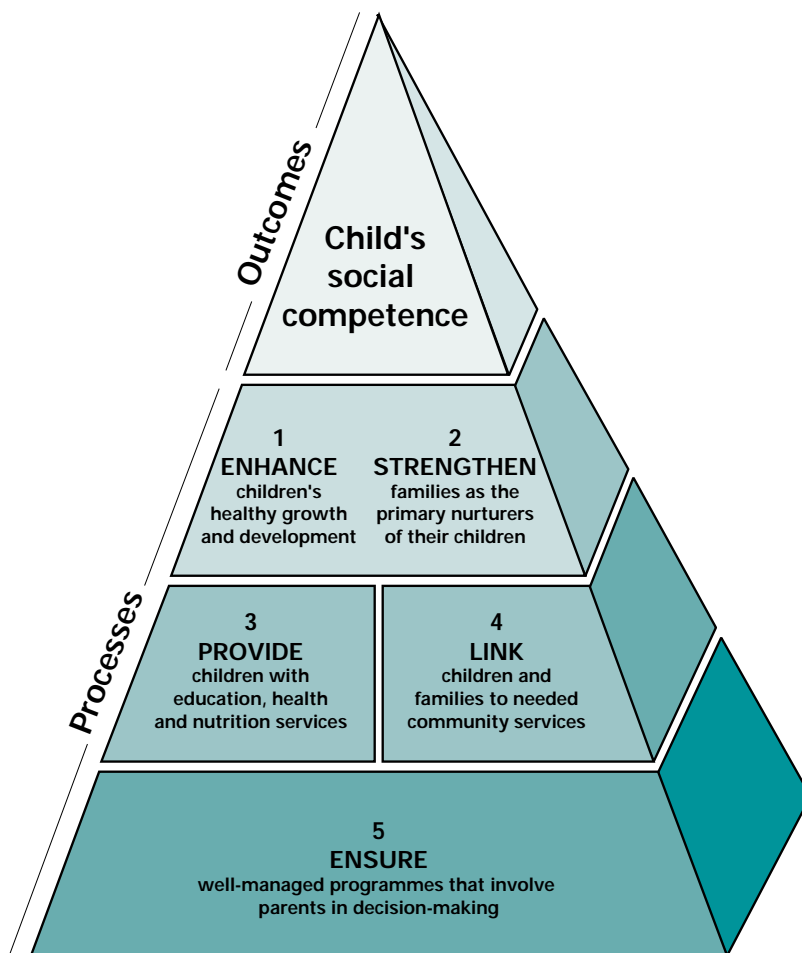 Outcomes
Child's
social
competence
Processes
1
ENHANCE
children's
healthy growth
and development
2
STRENGTHEN
families as the
primary nurturers
of their children
3
PROVIDE
children with
education, health
and nutrition services
4
LINK
children and
families to needed
community services
5
ENSURE
well-managed programmes that involve
parents in decision-making